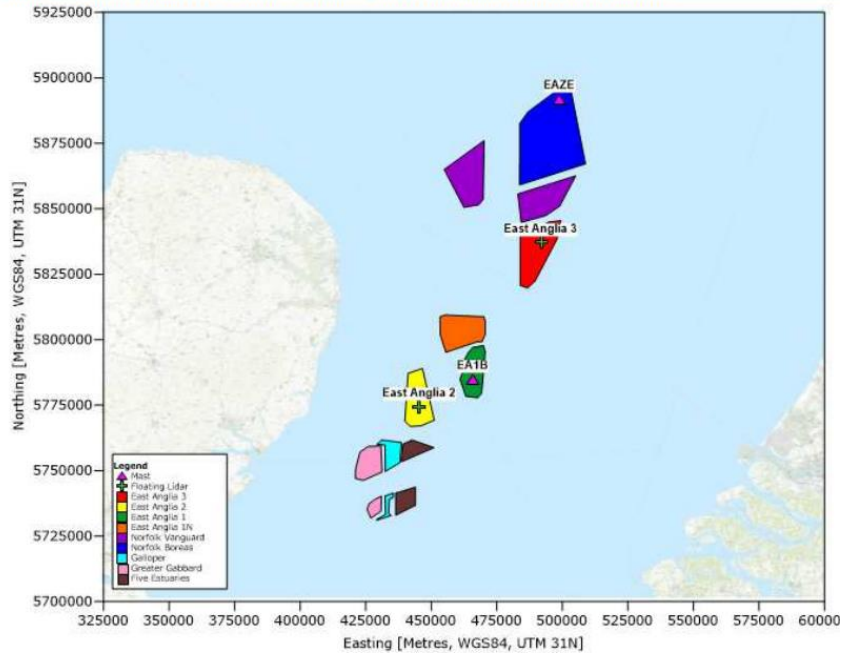 5925000
5900000
5875000
5850000
5825000
5800000
5775000
5750000
5725000
5700000
Northing [Metres, WGS84, UTM 31N]
EAZE
East Anglia 3
EA1B
East Anglia 2
Legend
Mast
Floating Lidar
East Anglia 3
East Anglia 2
East Anglia 1
East Anglia 1N
Norfolk Vanguard
Norfolk Boreas
Galloper
Greater Gabbard
Five Estuaries
325000 350000 375000 400000 425000 450000 475000 500000 525000 550000 575000 60000
Easting [Metres, WGS84, UTM 31N]